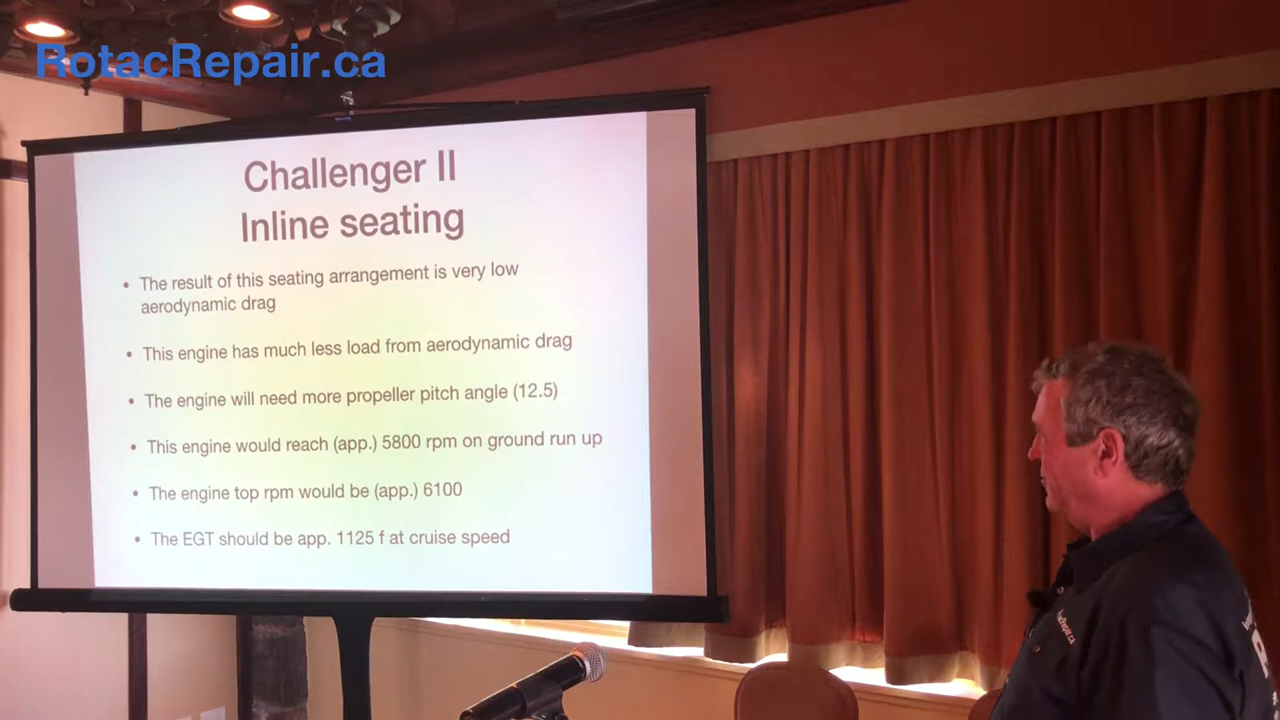 RotacRepair.ca
Challenger II
Inline seating
• The result of this seating arrangement is very low
aerodynamic drag
• This engine has much less load from aerodynamic drag
• The engine will need more propeller pitch angle (12.5)
• This engine would reach (app.) 5800 rpm on ground run up
• The engine top rpm would be (app.) 6100
• The EGT should be app. 1125 f at cruise speed
RotacRepair.ca